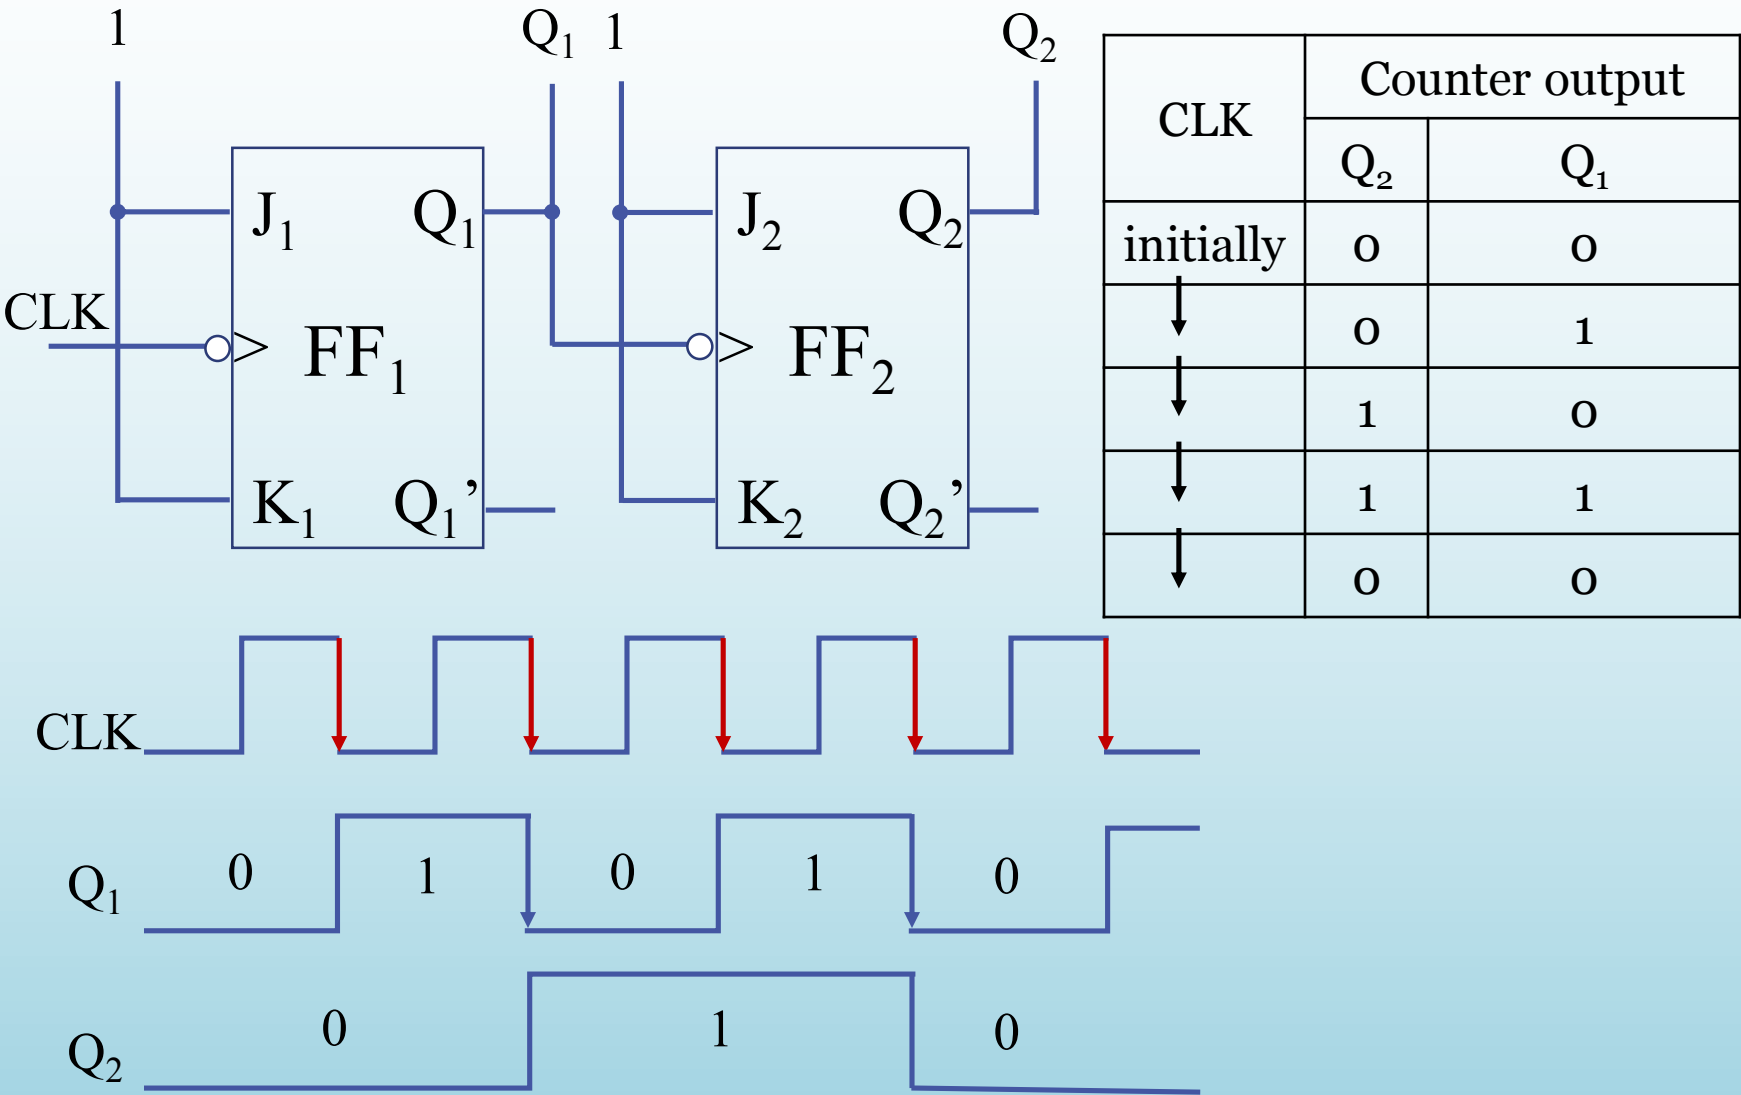 1 Q₁ 1 Q₂
J₁ Q₁ J₂ Q₂
CLK FF₁ FF₂
K₁ Q₁’ K₂ Q₂’
CLK Counter output
Q₂ Q₁
initially 0 0
0 1
1 0
1 1
0 0
CLK
Q₁ 0 1 0 1 0
Q₂ 0 1 0